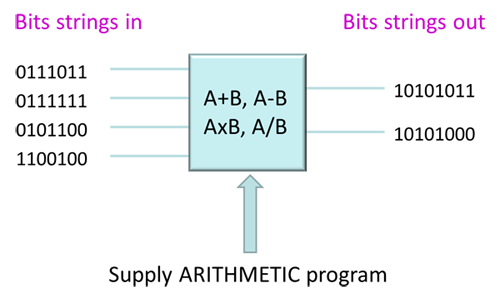 Bits strings in
Bits strings out
0111011
0111111
0101100
1100100
A+B, A-B
AxB, A/B
10101011
10101000
Supply ARITHMETIC program